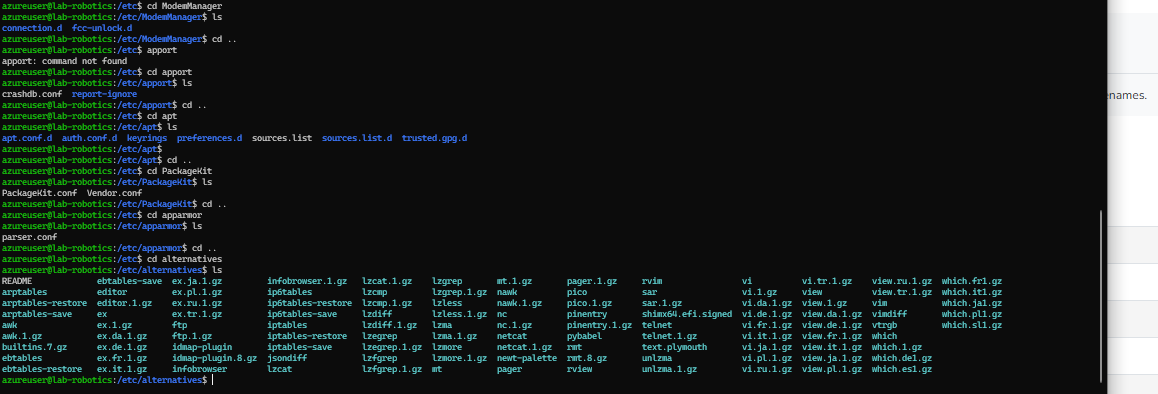 azureuser@lab-robotics:/etc$ cd ModemManager
azureuser@lab-robotics:/etc/ModemManager$ ls
connection.d  fcc-unlock.d
azureuser@lab-robotics:/etc/ModemManager$ cd ..
azureuser@lab-robotics:/etc$ apport
apport: command not found
azureuser@lab-robotics:/etc$ cd apport
azureuser@lab-robotics:/etc/apport$ ls
crashdb.conf  report-ignore
azureuser@lab-robotics:/etc/apport$ cd ..
azureuser@lab-robotics:/etc$ cd apt
azureuser@lab-robotics:/etc/apt$ ls
apt.conf.d  auth.conf.d  keyrings  preferences.d  sources.list  sources.list.d  trusted.gpg.d
azureuser@lab-robotics:/etc/apt$
azureuser@lab-robotics:/etc/apt$ cd ..
azureuser@lab-robotics:/etc$ cd PackageKit
azureuser@lab-robotics:/etc/PackageKit$ ls
PackageKit.conf  Vendor.conf
azureuser@lab-robotics:/etc/PackageKit$ cd ..
azureuser@lab-robotics:/etc$ cd apparmor
azureuser@lab-robotics:/etc/apparmor$ ls
parser.conf
azureuser@lab-robotics:/etc/apparmor$ cd ..
azureuser@lab-robotics:/etc$ cd alternatives
azureuser@lab-robotics:/etc/alternatives$ ls
README ebtables-save ex.ja.1.gz infobrowser.1.gz lzcat.1.gz lzgrep mt.1.gz pager.1.gz rvim vi vi.tr.1.gz view.ru.1.gz which.fr1.gz
arptables editor ex.pl.1.gz ip6tables lzcmp lzgrep.1.gz nawk pico sar vi.1.gz view view.tr.1.gz which.it1.gz
arptables-restore editor.1.gz ex.ru.1.gz ip6tables-restore lzcmp.1.gz lzless nawk.1.gz pico.1.gz sar.1.gz vi.da.1.gz view.1.gz vim which.ja1.gz
arptables-save ex ex.tr.1.gz ip6tables-save lzdiff lzless.1.gz nc pinentry shimx64.efi.signed vi.de.1.gz view.da.1.gz vimdiff which.pl1.gz
awk ex.1.gz ftp iptables lzdiff.1.gz lzma nc.1.gz pinentry.1.gz telnet vi.fr.1.gz view.de.1.gz vtrgb which.sl1.gz
awk.1.gz ex.da.1.gz ftp.1.gz iptables-restore lzegrep lzma.1.gz netcat pybabel telnet.1.gz vi.it.1.gz view.fr.1.gz which
builtins.7.gz ex.de.1.gz idmap-plugin iptables-save lzegrep.1.gz lzmore netcat.1.gz rmt text.plymouth vi.ja.1.gz view.it.1.gz which.1.gz
ebtables ex.fr.1.gz idmap-plugin.8.gz jsondiff lzfgrep lzmore.1.gz newt-palette rmt.8.gz unlzma vi.pl.1.gz view.ja.1.gz which.de1.gz
ebtables-restore ex.it.1.gz infobrowser lzcat lzfgrep.1.gz mt pager rview unlzma.1.gz vi.ru.1.gz view.pl.1.gz which.es1.gz
azureuser@lab-robotics:/etc/alternatives$
enames.